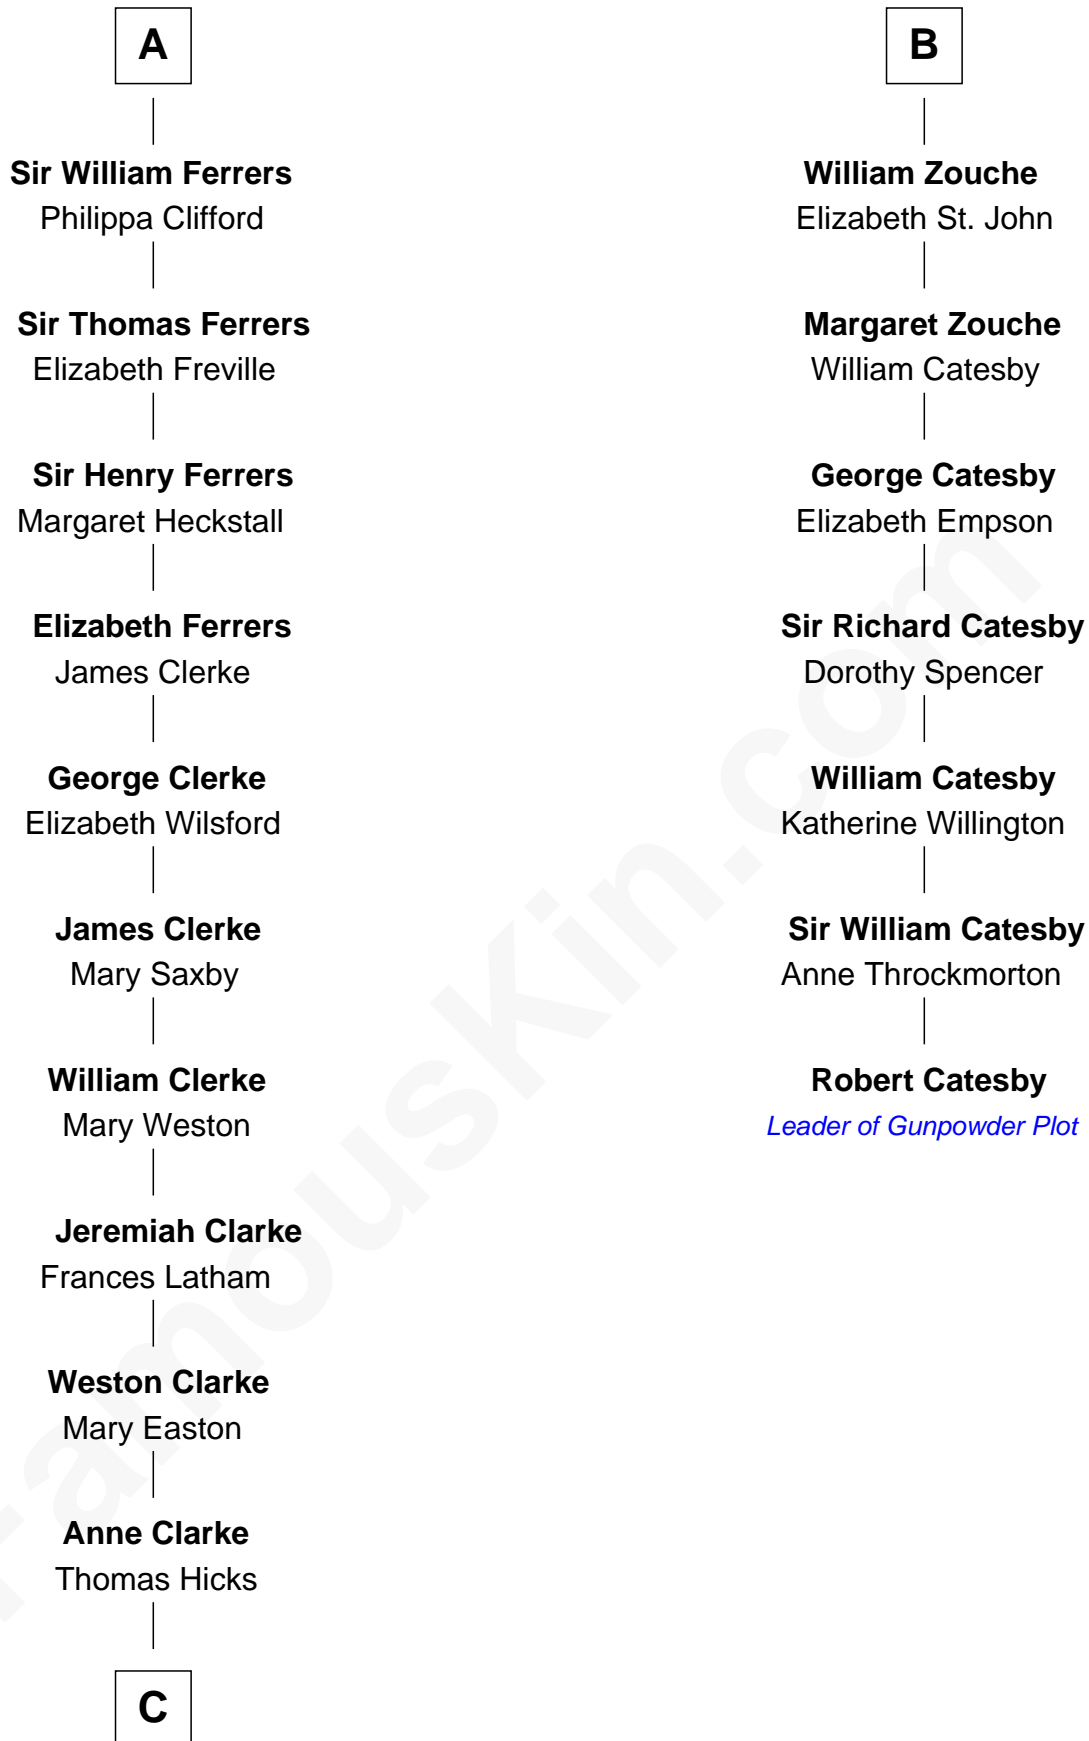 A
Sir William Ferrers
Philippa Clifford
Sir Thomas Ferrers
Elizabeth Freville
Sir Henry Ferrers
Margaret Heckstall
Elizabeth Ferrers
James Clerke
George Clerke
Elizabeth Wilsford
James Clerke
Mary Saxby
William Clerke
Mary Weston
Jeremiah Clarke
Frances Latham
Weston Clarke
Mary Easton
Anne Clarke
Thomas Hicks
C
B
William Zouche
Elizabeth St. John
Margaret Zouche
William Catesby
George Catesby
Elizabeth Empson
Sir Richard Catesby
Dorothy Spencer
William Catesby
Katherine Willington
Sir William Catesby
Anne Throckmorton
Robert Catesby
Leader of Gunpowder Plot
FamousKin.com